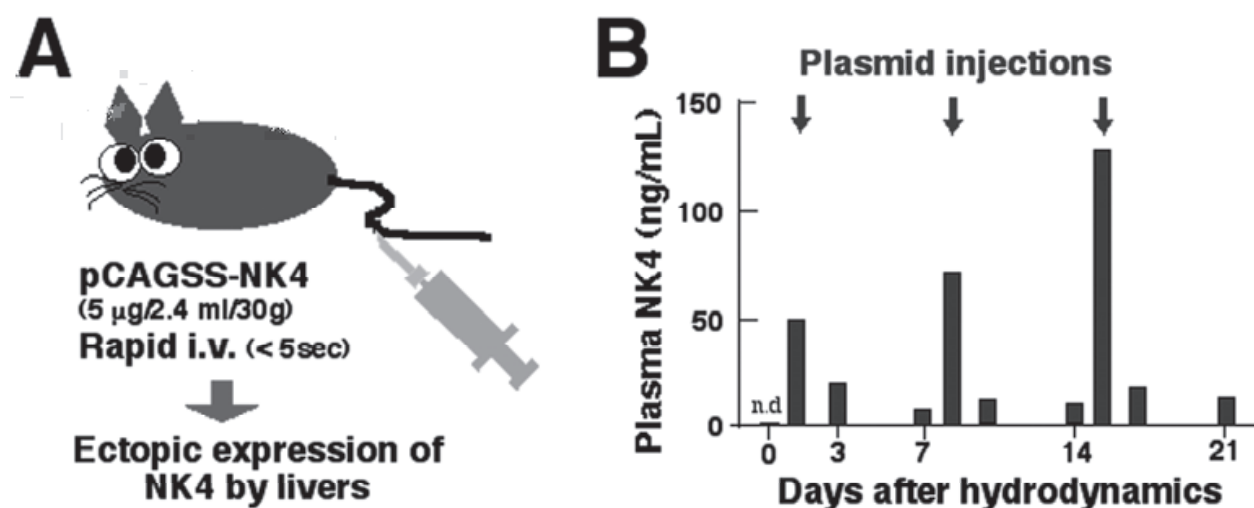 A
pCAGSS-NK4
(5 µg/2.4 ml/30g)
Rapid i.v. (< 5sec)
Ectopic expression of
NK4 by livers
B
Plasmid injections
Plasma NK4 (ng/mL)
150
100
50
0
n.d
0 3 7 14 21
Days after hydrodynamics